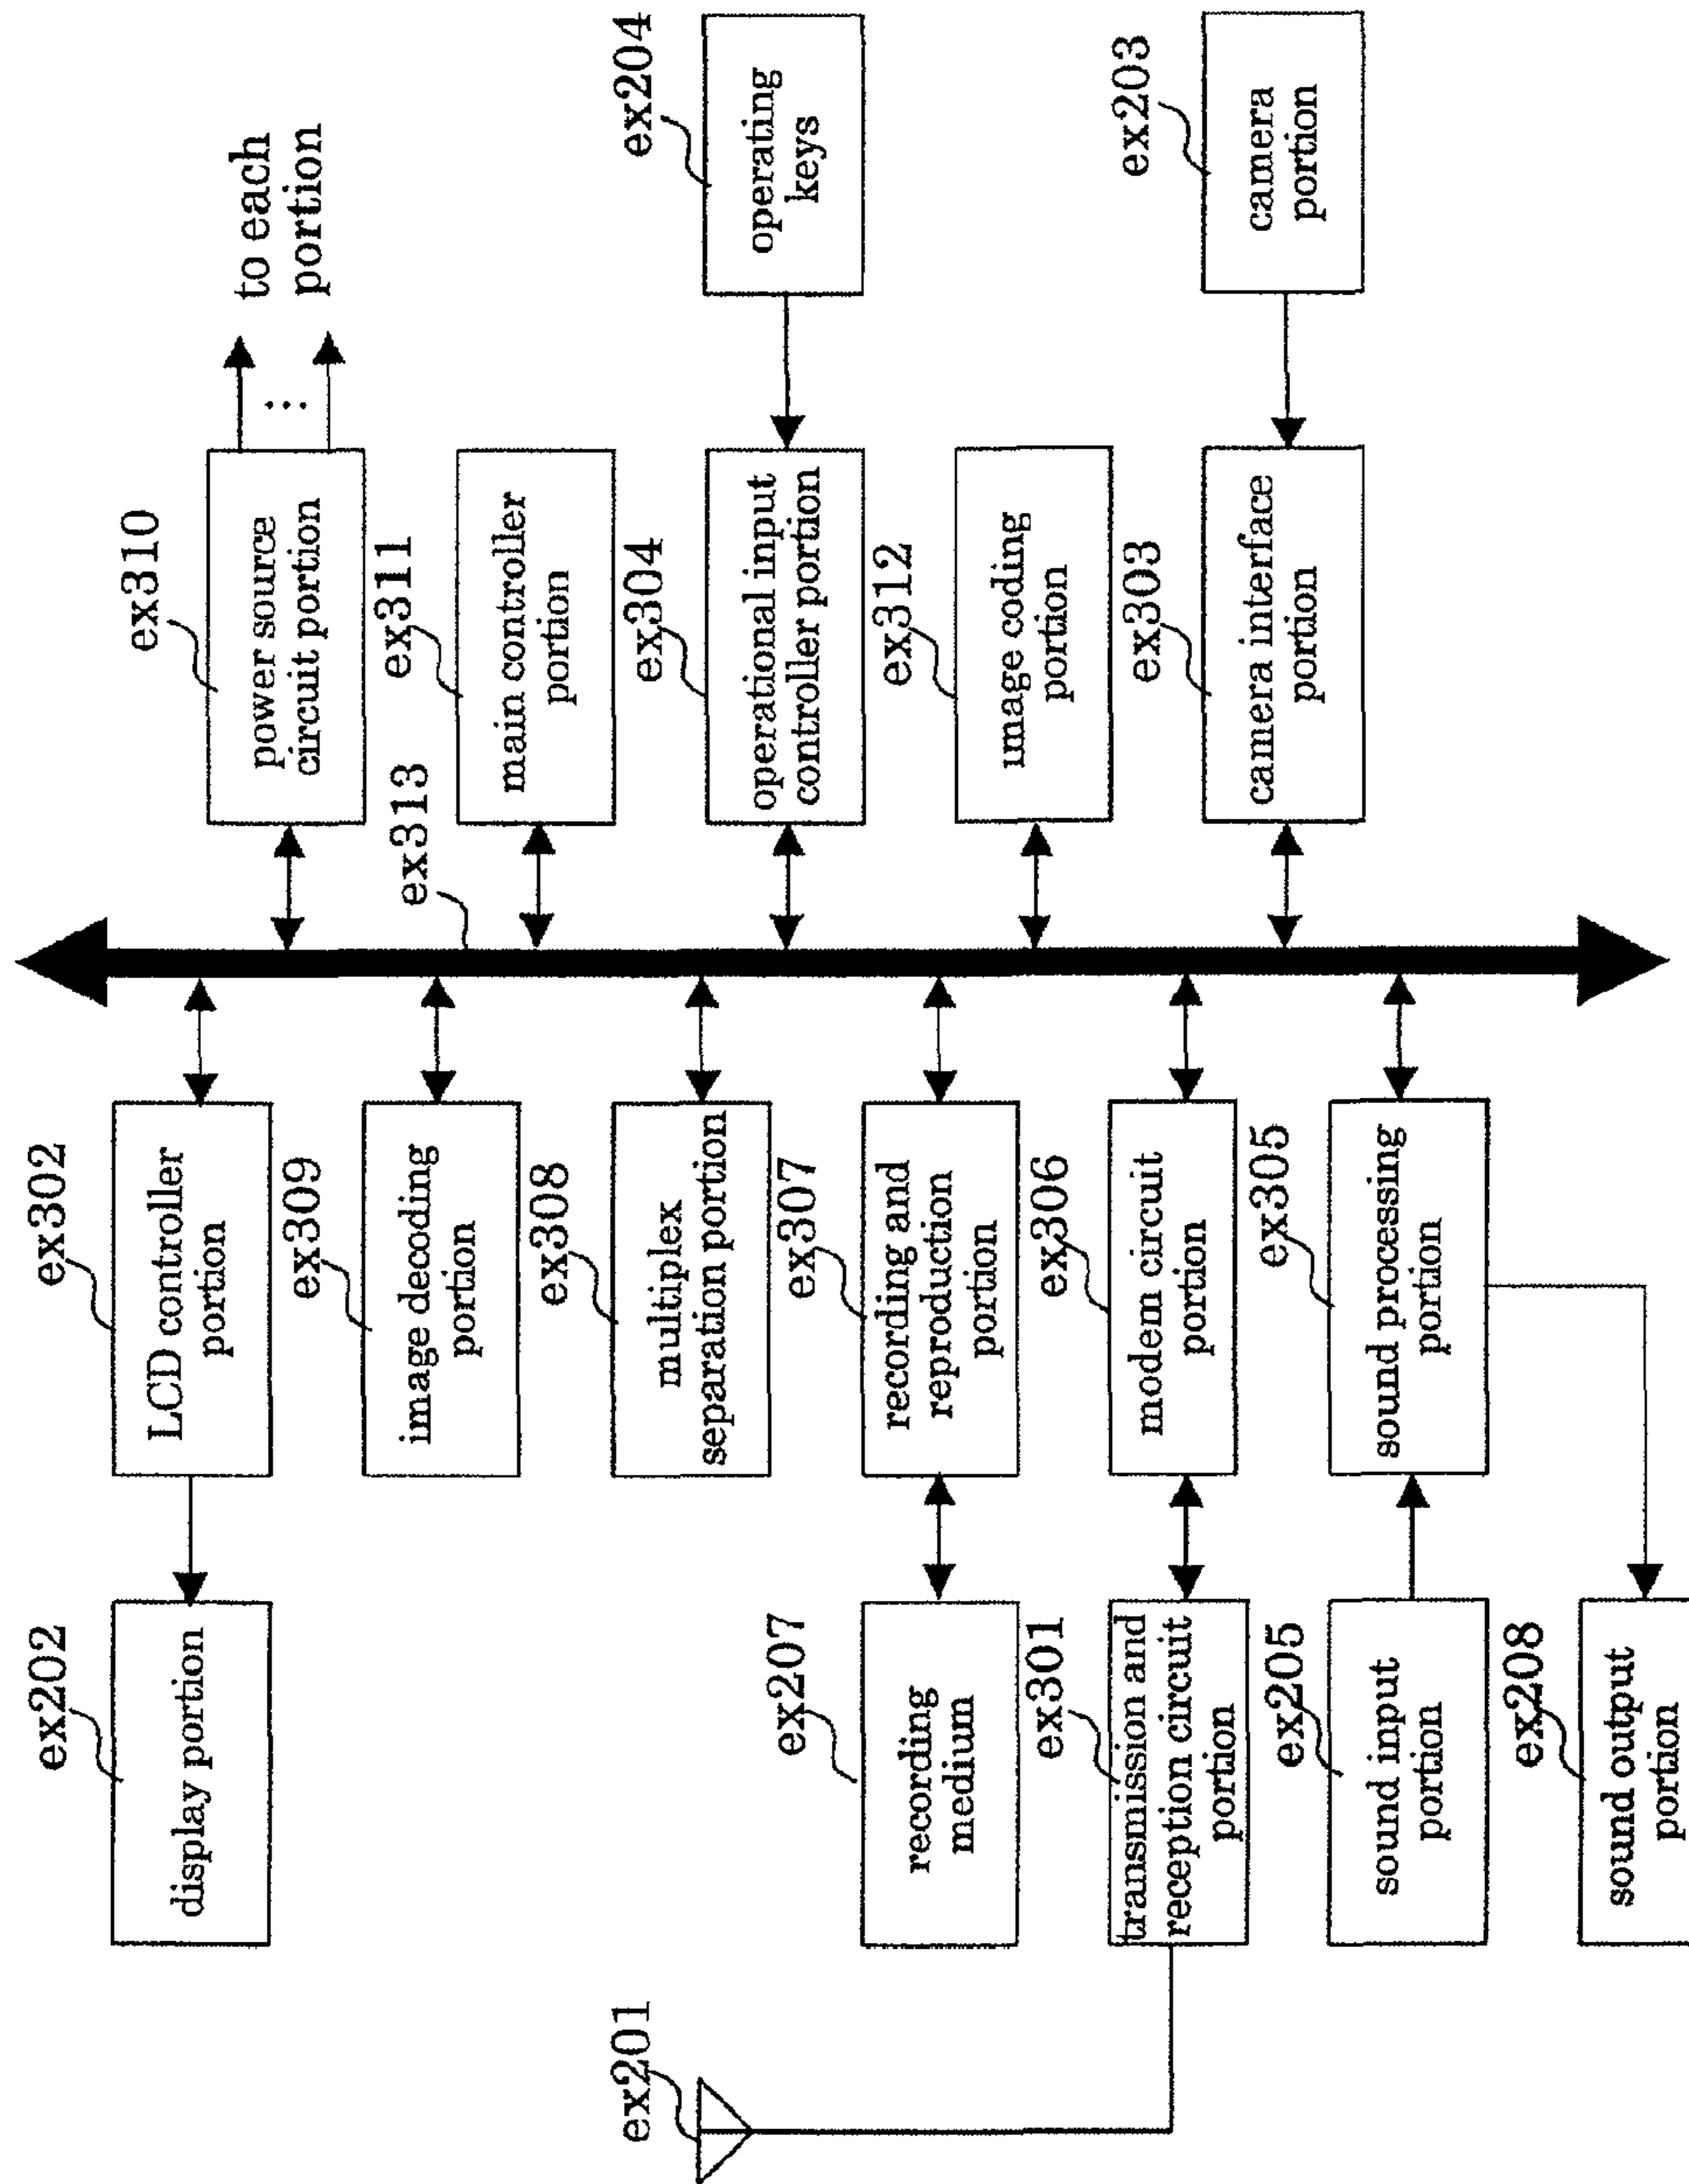 ex201
ex202
display portion
ex207
recording
medium
ex301
transmission and
reception circuit
portion
ex205
sound input
portion
ex208
sound output
portion
ex302
LCD controller
portion
ex309
image decoding
portion
ex308
multiplex
separation portion
ex307
recording and
reproduction
portion
ex306
modem circuit
portion
ex305
sound processing
portion
ex313
ex310
power source
circuit portion
ex311
main controller
portion
ex304
operational input
controller portion
ex312
image coding
portion
ex303
camera interface
portion
to each
portion
ex204
operating
keys
ex203
camera
portion